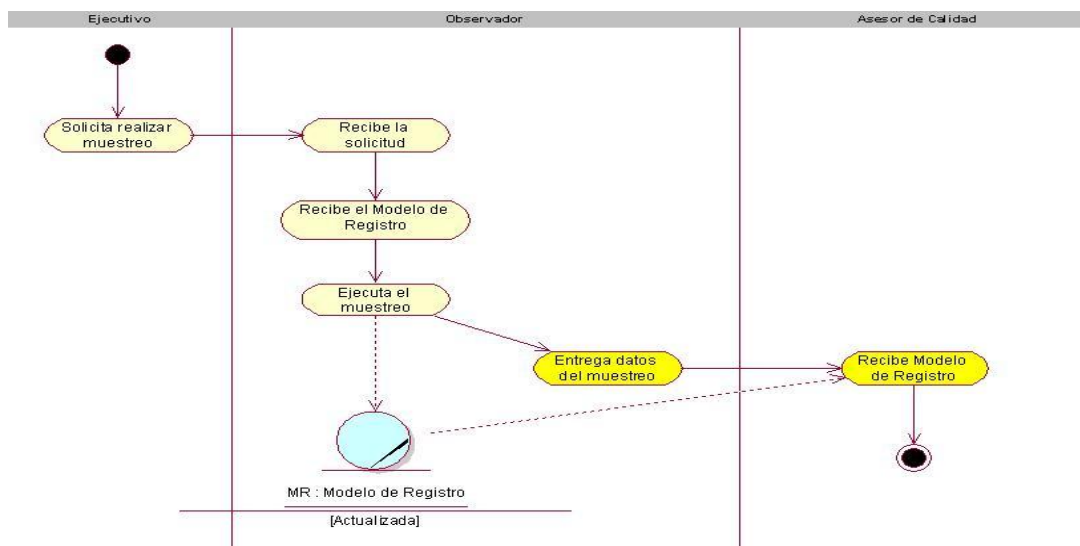 Ejecutivo
Observador
Asesor de Calidad
Solicita realizar
muestreo
Recibe la
solicitud
Recibe el Modelo de
Registro
Ejecuta el
muestreo
Entrega datos
del muestreo
Recibe Modelo
de Registro
MR : Modelo de Registro
[Actualizada]